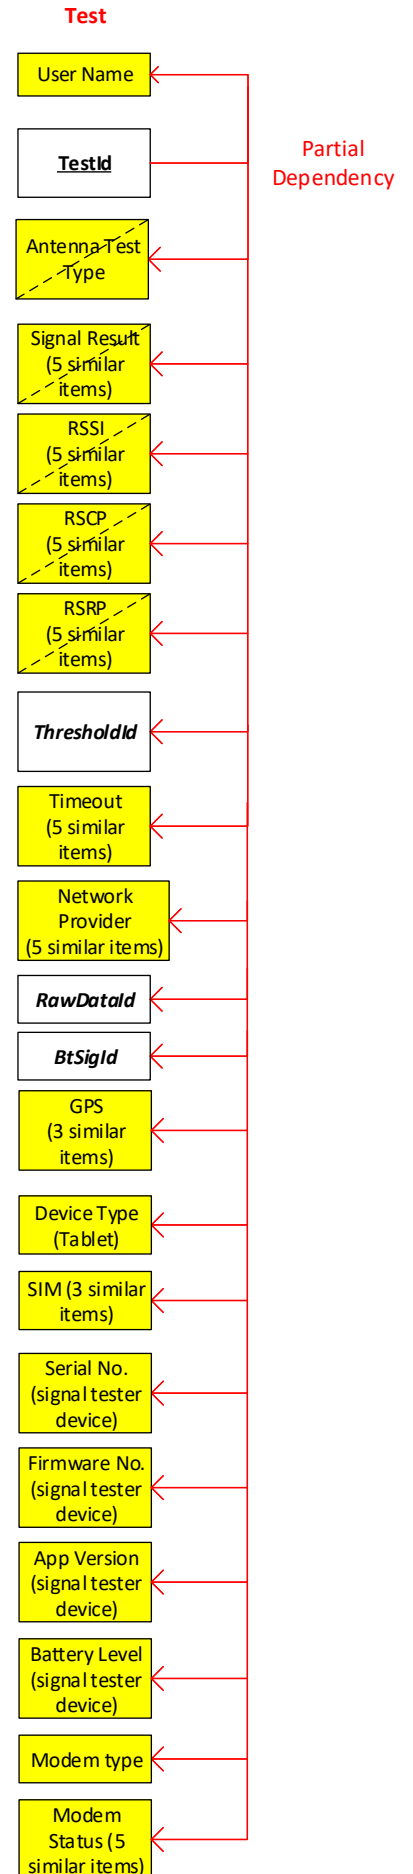 Test
User Name
TestId
Partial
Dependency
Antenna Test
Type
Signal Result
(5 similar
items)
RSSI
(5 similar
items)
RSCP
(5 similar
items)
RSRP
(5 similar
items)
ThresholdId
Timeout
(5 similar
items)
Network
Provider
(5 similar items)
RawDataId
BtSigId
GPS
(3 similar
items)
Device Type
(Tablet)
SIM (3 similar
items)
Serial No.
(signal tester
device)
Firmware No.
(signal tester
device)
App Version
(signal tester
device)
Battery Level
(signal tester
device)
Modem type
Modem
Status (5
similar items)